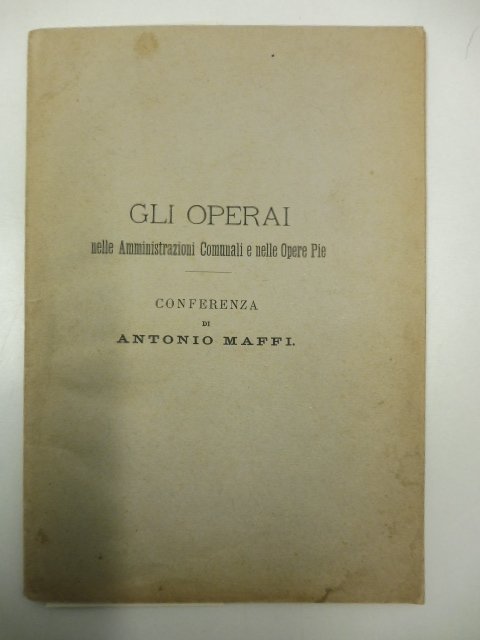 GLI OPERAI
nelle Amministrazioni Comunali e nelle Opere Pie
CONFERENZA
DI
ANTONIO MAFFI.